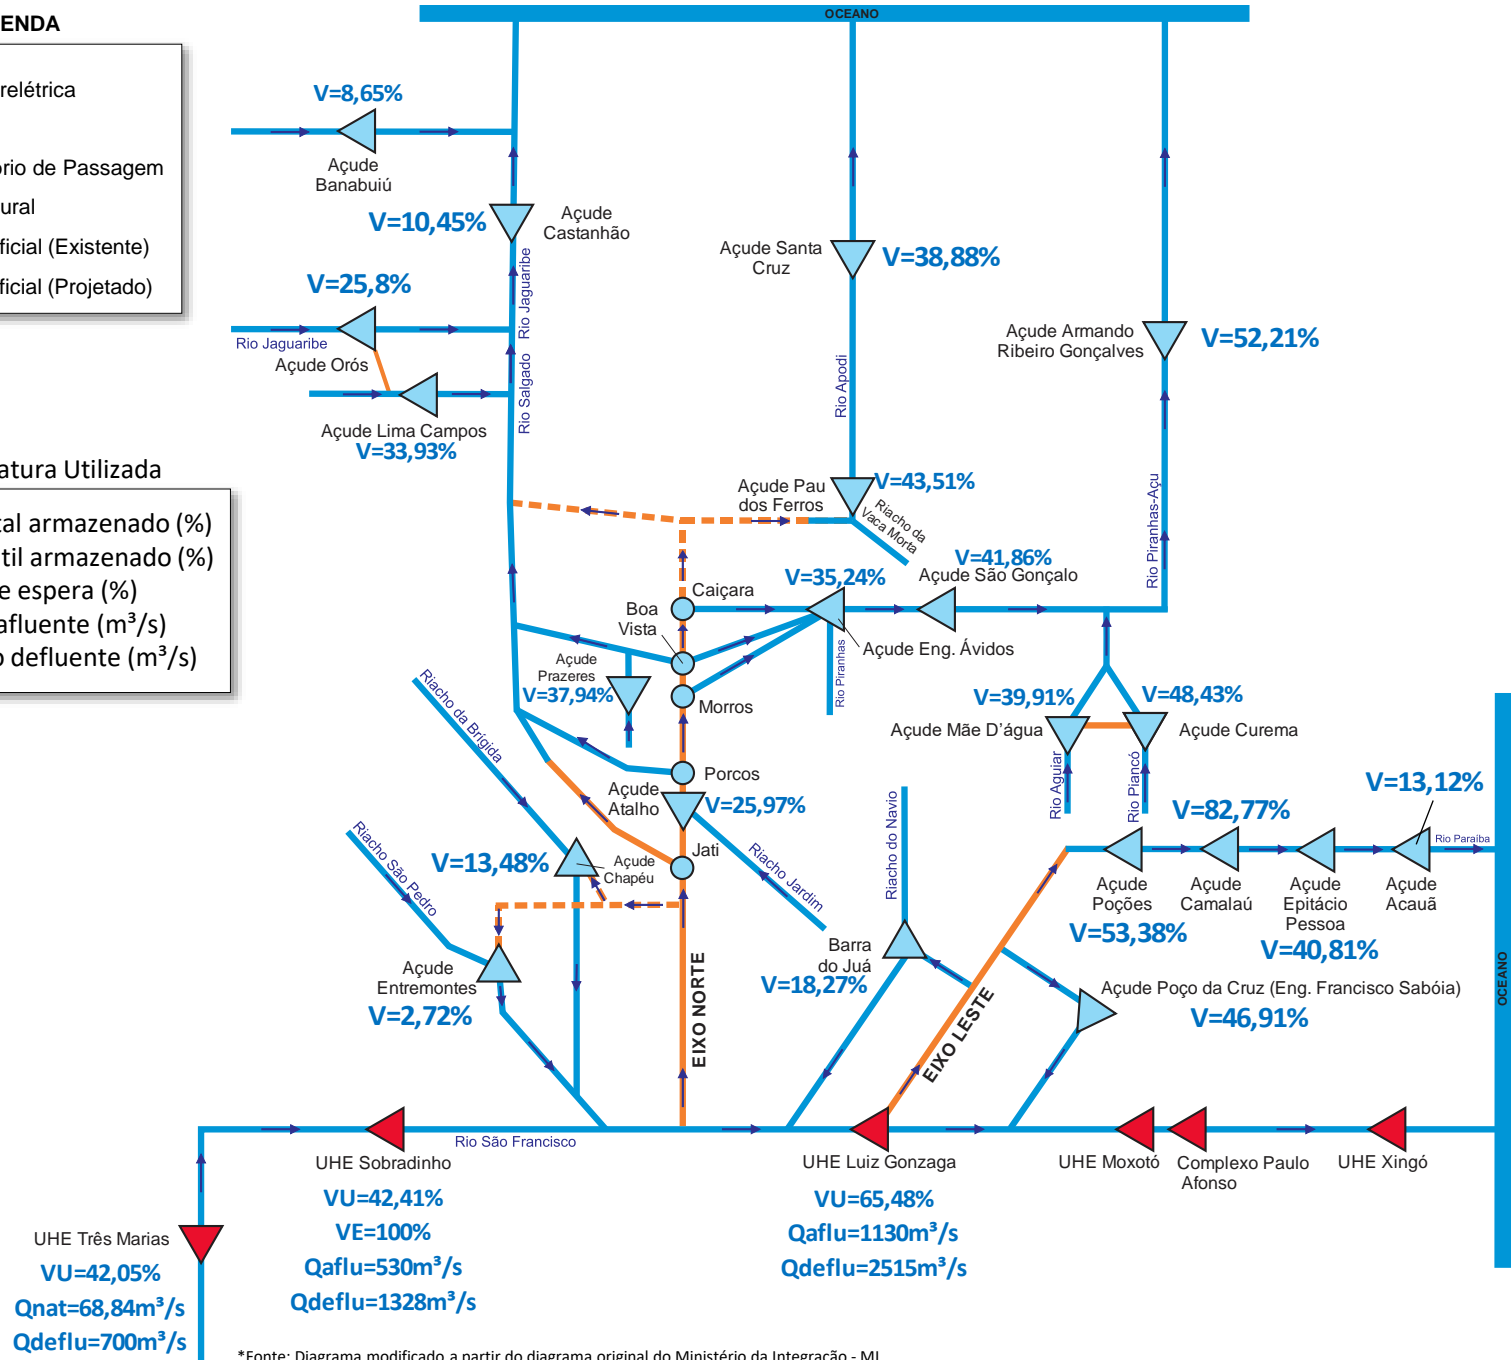 OCEANO
ENDA
relétrica
ório de Passagem
ural
ficial (Existente)
ficial (Projetado)
V=8,65%
Açude
Banabuiú
V=10,45%
Açude
Castanhão
V=25,8%
Rio Jaguaribe
Açude Orós
Rio Jaguaribe
Rio Salgado
Açude Lima Campos
V=33,93%
Açude Santa
Cruz
V=38,88%
Rio Apodi
Açude Armando
Ribeiro Gonçalves
V=52,21%
Rio Piranhas-Açu
atura Utilizada
tal armazenado (%)
til armazenado (%)
e espera (%)
afluente (m³/s)
o defluente (m³/s)
Açude Pau
dos Ferros
V=43,51%
Riacho da
Vaca Morta
V=41,86%
Açude São Gonçalo
V=35,24%
Caiçara
Boa
Vista
Açude Eng. Ávidos
Rio Piranhas
Açude
Prazeres
V=37,94%
Morros
Riacho da Brígida
V=39,91%
V=48,43%
Açude Mãe D'água
Açude Curema
Rio Aguiar
Rio Piancó
Porcos
Açude
Atalho
V=25,97%
Jati
Riacho Jardim
V=13,48%
Açude
Chapéu
Riacho São Pedro
Riacho do Navio
V=13,12%
V=82,77%
Rio Paraiba
Açude
Poções
Açude
Camalaú
Açude
Epitácio
Pessoa
Açude
Acauã
V=53,38%
V=40,81%
Açude
Entremontes
V=2,72%
EIXO NORTE
Barra
do Juá
V=18,27%
EIXO LESTE
Açude Poço da Cruz (Eng. Francisco Sabóia)
V=46,91%
OCEANO
Rio São Francisco
UHE Sobradinho
VU=42,41%
VE=100%
Qaflu=530m³/s
Qdeflu=1328m³/s
UHE Luiz Gonzaga
VU=65,48%
Qaflu=1130m³/s
Qdeflu=2515m³/s
UHE Moxotó
Complexo Paulo
Afonso
UHE Xingó
UHE Três Marias
VU=42,05%
Qnat=68,84m³/s
Qdeflu=700m³/s
*Fonte: Diagrama modificado a partir do diagrama original do Ministério da Integração - MI